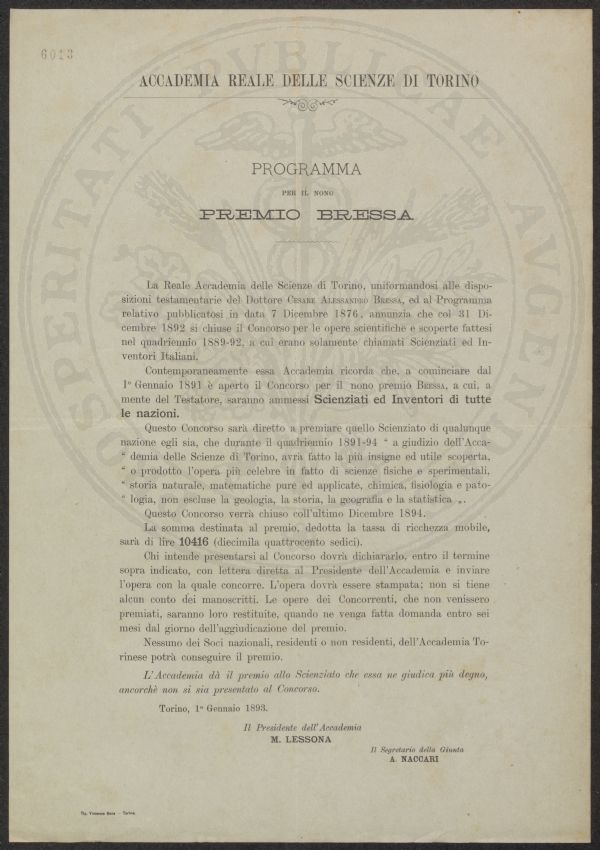 6013
ACCADEMIA REALE DELLE SCIENZE DI TORINO
PROGRAMMA
PER IL NONO
PREMIO BRESSA
La Reale Accademia delle Scienze di Torino, uniformandosi alle dispo-
sizioni testamentarie del Dottore CESARE ALESSANDRO BRESSA, ed al Programma
relativo pubblicatosi in data 7 Dicembre 1876, annunzia che col 31 Di-
cembre 1892 si chiuse il Concorso per le opere scientifiche e scoperte fattesi
nel quadriennio 1889-92, a cui erano solamente chiamati Scienziati ed In-
ventori Italiani.
Contemporaneamente essa Accademia ricorda che, a cominciare dal
1º Gennaio 1891 è aperto il Concorso per il nono premio BRESSA, a cui, a
mente del Testatore, saranno ammessi Scienziati ed Inventori di tutte
le nazioni.
Questo Concorso sarà diretto a premiare quello Scienziato di qualunque
nazione egli sia, che durante il quadriennio 1891-94 " a giudizio dell'Acca-
" demia delle Scienze di Torino, avrà fatto la più insigne ed utile scoperta,
" o prodotto l'opera più celebre in fatto di scienze fisiche e sperimentali,
" storia naturale, matematiche pure ed applicate, chimica, fisiologia e pato-
" logia, non escluse la geologia, la storia, la geografia e la statistica „.
Questo Concorso verrà chiuso coll'ultimo Dicembre 1894.
La somma destinata al premio, dedotta la tassa di ricchezza mobile,
sarà di lire 10416 (diecimila quattrocento sedici).
Chi intende presentarsi al Concorso dovrà dichiararlo, entro il termine
sopra indicato, con lettera diretta al Presidente dell'Accademia e inviare
l'opera con la quale concorre. L'opera dovrà essere stampata; non si tiene
alcun conto dei manoscritti. Le opere dei Concorrenti, che non venissero
premiati, saranno loro restituite, quando ne venga fatta domanda entro sei
mesi dal giorno dell'aggiudicazione del premio.
Nessuno dei Soci nazionali, residenti o non residenti, dell'Accademia To-
rinese potrà conseguire il premio.
L'Accademia dà il premio allo Scienziato che essa ne giudica più degno,
ancorchè non si sia presentato al Concorso.
Torino, 1º Gennaio 1893.
Il Presidente dell'Accademia
M. LESSONA
Il Segretario della Giunta
A. NACCARI
Tip. Vincenzo Bona — Torino.
PROSPERITATI PVBLICAE AVGENDAE